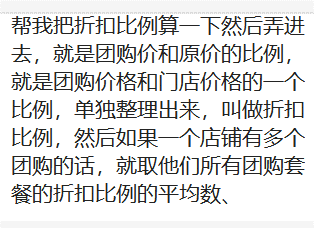 帮我把折扣比例算一下然后弄进
去，就是团购价和原价的比例，
就是团购价格和门店价格的一个
比例，单独整理出来，叫做折扣
比例，然后如果一个店铺有多个
团购的话，就取他们所有团购套
餐的折扣比例的平均数、